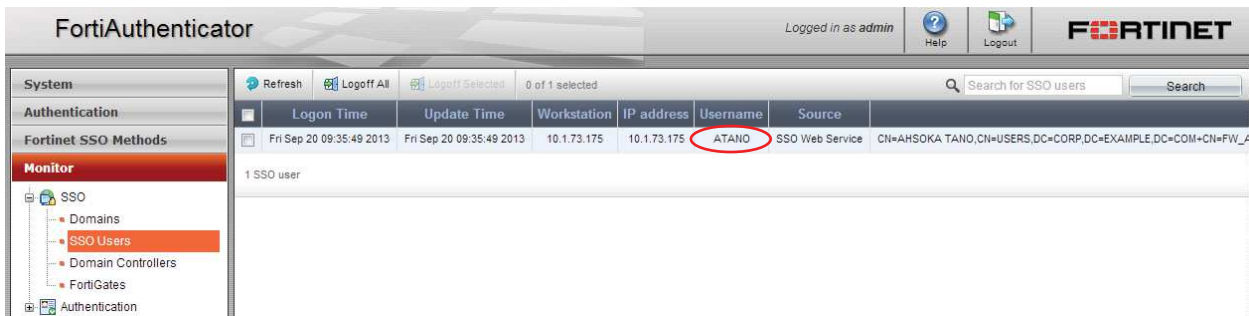 FortiAuthenticator
Logged in as admin
Help
Logout
FORTINET
System
Authentication
Fortinet SSO Methods
Monitor
SSO
Domains
SSO Users
Domain Controllers
FortiGates
Authentication
Refresh
Logoff All
Logoff Selected
0 of 1 selected
Search for SSO users
Search
Logon Time Update Time Workstation IP address Username Source
Fri Sep 20 09:35:49 2013 Fri Sep 20 09:35:49 2013 10.1.73.175 10.1.73.175 ATANO SSO Web Service CN=AHSOKA TANO,CN=USERS,DC=CORP,DC=EXAMPLE,DC=COM+CN=FW_A
1 SSO user